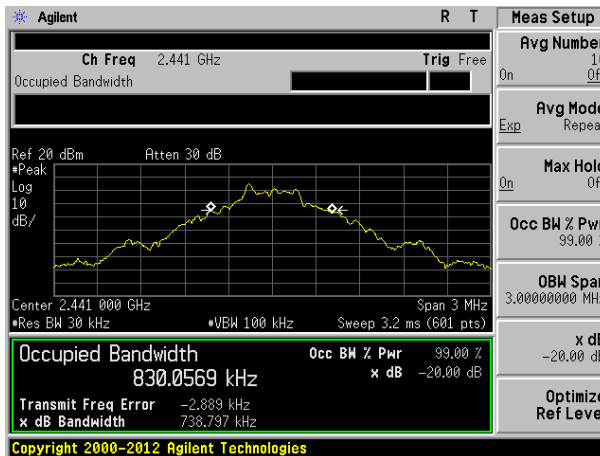 Agilent R T
Meas Setup
Ch Freq 2.441 GHz Trig Free
Occupied Bandwidth
Ref 20 dBm Atten 30 dB
#Peak
Log
10
dB/
Center 2.441 000 GHz Span 3 MHz
#Res BW 30 kHz #VBW 100 kHz Sweep 3.2 ms (601 pts)
Occupied Bandwidth
830.0569 kHz
Occ BW % Pwr 99.00 %
x dB -20.00 dB
Transmit Freq Error -2.889 kHz
x dB Bandwidth 738.797 kHz
Copyright 2000-2012 Agilent Technologies
Avg Number
On
Avg Mode
Exp Repea
Max Hold
On
Occ BW % Pwr
99.00
OBW Span
3.00000000 MH
x dB
-20.00 dB
Optimize
Ref Level